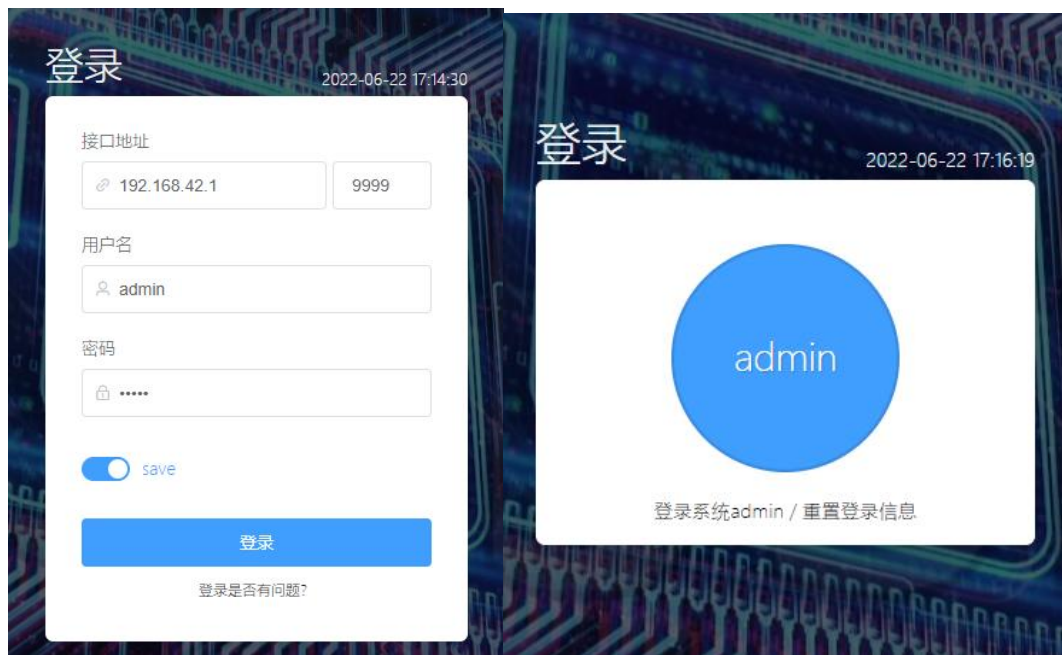 登录
2022-06-22 17:14:30
接口地址
192.168.42.1
9999
用户名
admin
密码
•••••
save
登录
登录是否有问题?
登录
2022-06-22 17:16:19
admin
登录系统admin / 重置登录信息